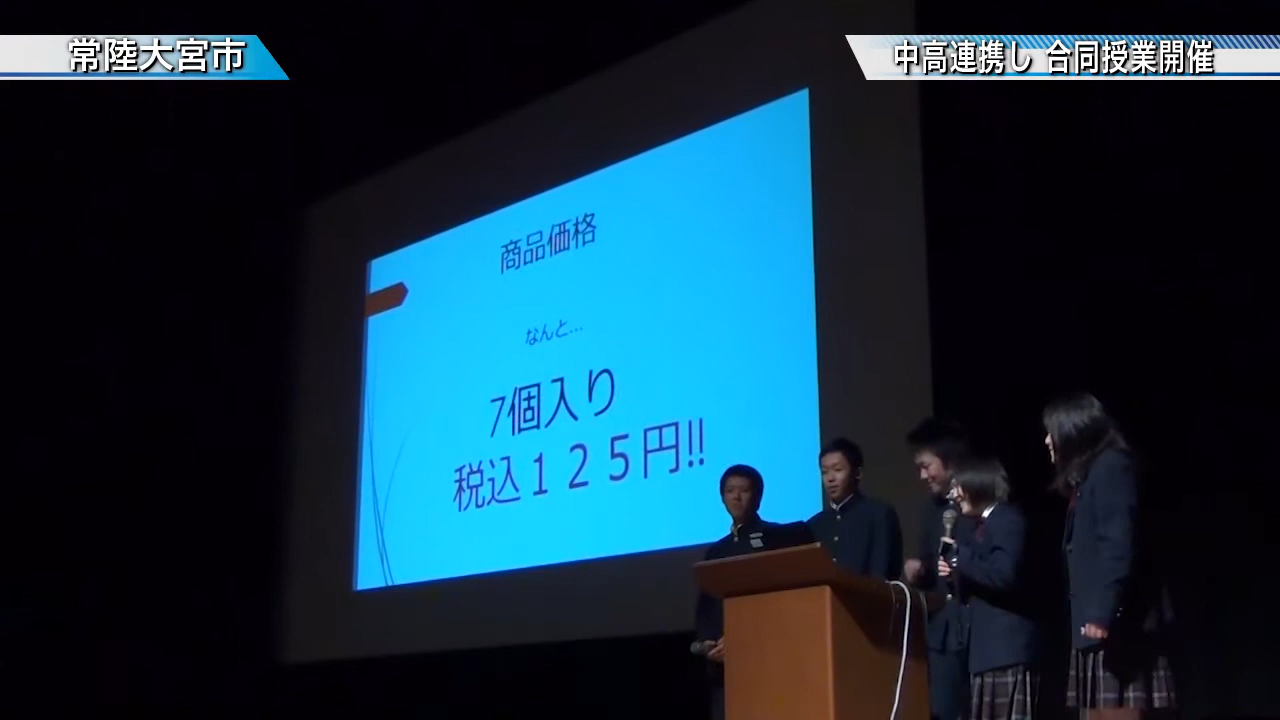 常陸大宮市
中高連携し 合同授業開催
商品価格
なんと…
7個入り
税込１２５円!!